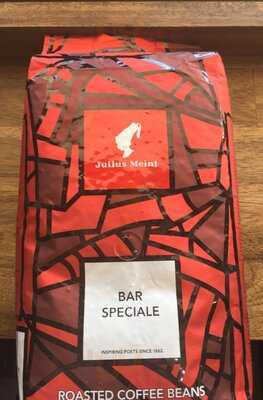 Julius Meinl
BAR
SPECIALE
INSPIRING POETS SINCE 1862.
ROASTED COFFEE BEANS